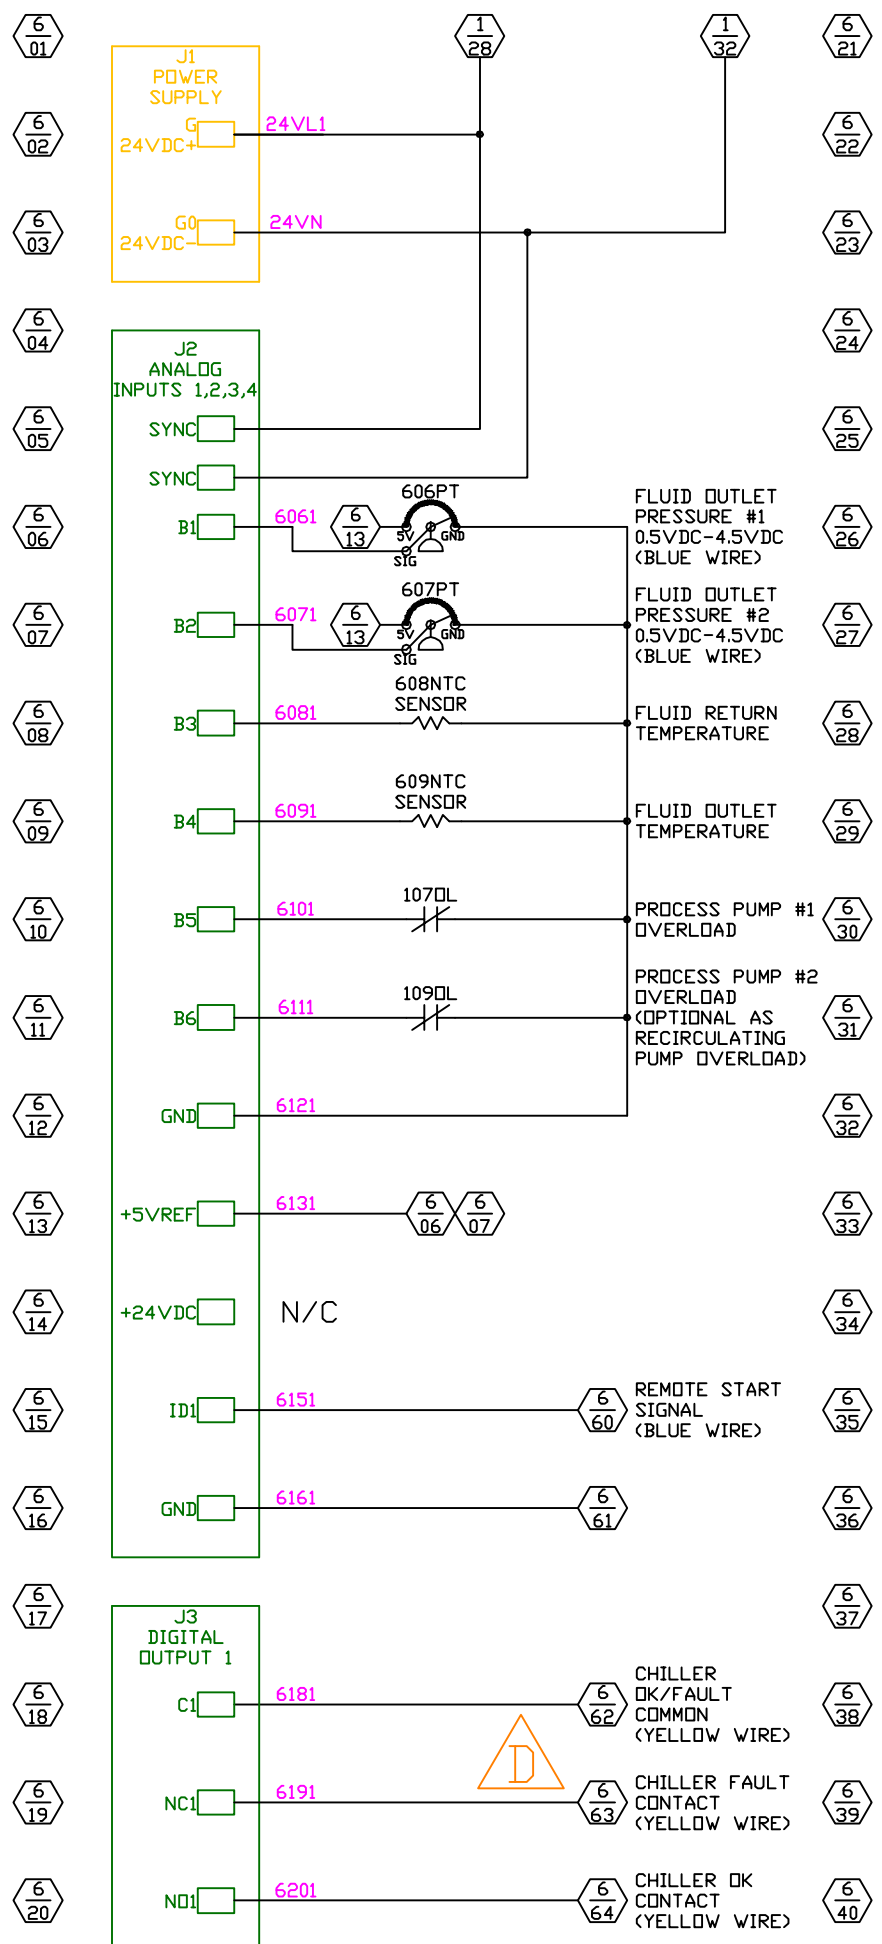 6
01
1
28
1
32
6
21
J1
POWER
SUPPLY
6
02
G
24VDC+
24VL1
6
22
6
03
G0
24VDC-
24VN
6
23
6
04
6
24
J2
ANALOG
INPUTS 1,2,3,4
6
05
SYNC
6
25
SYNC
6
06
B1
6061
6
13
606PT
5V
GND
SIG
FLUID OUTLET
PRESSURE #1
0.5VDC-4.5VDC
(BLUE WIRE)
6
26
6
07
B2
6071
6
13
607PT
5V
GND
SIG
FLUID OUTLET
PRESSURE #2
0.5VDC-4.5VDC
(BLUE WIRE)
6
27
6
08
B3
6081
608NTC
SENSOR
FLUID RETURN
TEMPERATURE
6
28
6
09
B4
6091
609NTC
SENSOR
FLUID OUTLET
TEMPERATURE
6
29
6
10
B5
6101
107OL
PROCESS PUMP #1
OVERLOAD
6
30
6
11
B6
6111
109OL
PROCESS PUMP #2
OVERLOAD
(OPTIONAL AS
RECIRCULATING
PUMP OVERLOAD)
6
31
6
12
GND
6121
6
32
6
13
+5VREF
6131
6
06
6
07
6
33
6
14
+24VDC
N/C
6
34
6
15
ID1
6151
6
60
REMOTE START
SIGNAL
(BLUE WIRE)
6
35
6
16
GND
6161
6
61
6
36
6
17
6
37
J3
DIGITAL
OUTPUT 1
6
18
C1
6181
6
62
CHILLER
OK/FAULT
COMMON
(YELLOW WIRE)
6
38
D
6
19
NC1
6191
6
63
CHILLER FAULT
CONTACT
(YELLOW WIRE)
6
39
6
20
NO1
6201
6
64
CHILLER OK
CONTACT
(YELLOW WIRE)
6
40